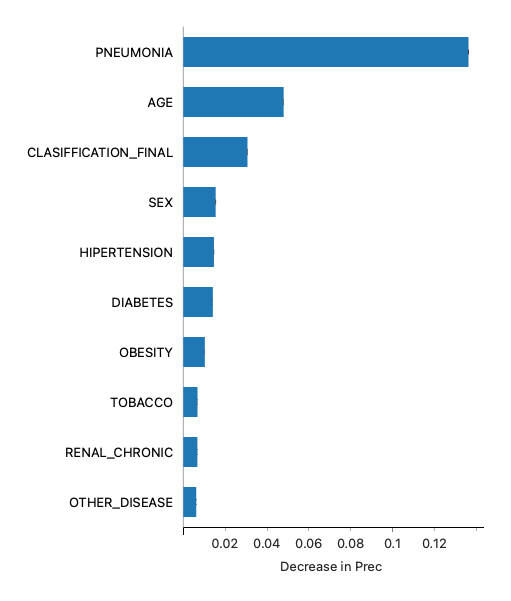 PNEUMONIA
AGE
CLASIFFICATION_FINAL
SEX
HIPERTENSION
DIABETES
OBESITY
TOBACCO
RENAL_CHRONIC
OTHER_DISEASE
0.02 0.04 0.06 0.08 0.1 0.12
Decrease in Prec